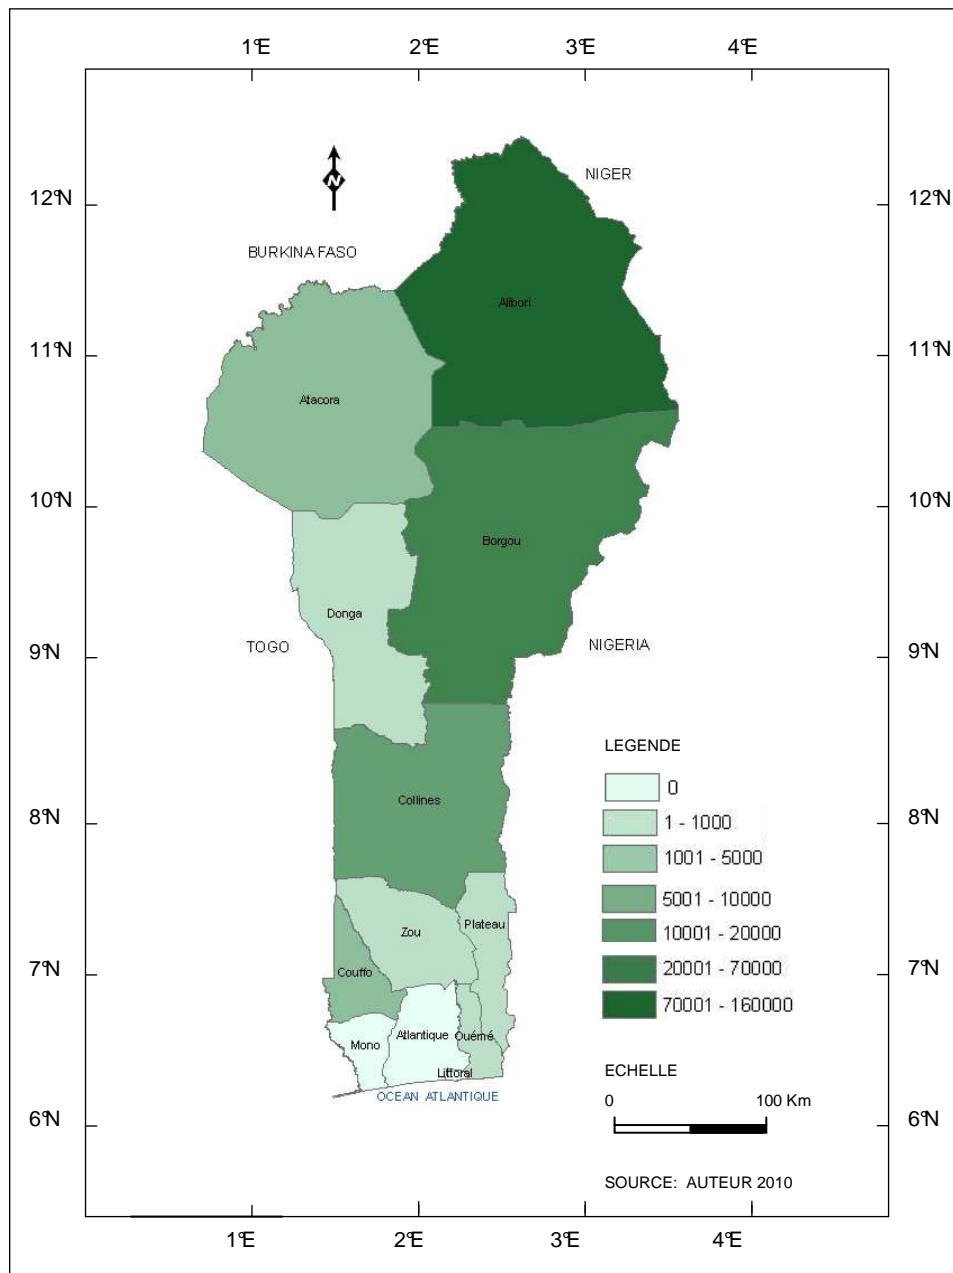 1°E 2°E 3°E 4°E
N
NIGER
12°N 12°N
BURKINA FASO
Alibori
11°N 11°N
Atacora
10°N 10°N
Borgou
Donga
TOGO NIGERIA
9°N 9°N
LEGENDE
0
Collines
8°N 8°N
1 - 1000
1001 - 5000
5001 - 10000
Plateau
Zou
10001 - 20000
Couffo
7°N 7°N
20001 - 70000
70001 - 160000
Atlantique Ouémé
Mono
Littoral
ECHELLE
OCEAN ATLANTIQUE
0 100 Km
6°N 6°N
SOURCE: AUTEUR 2010
1°E 2°E 3°E 4°E